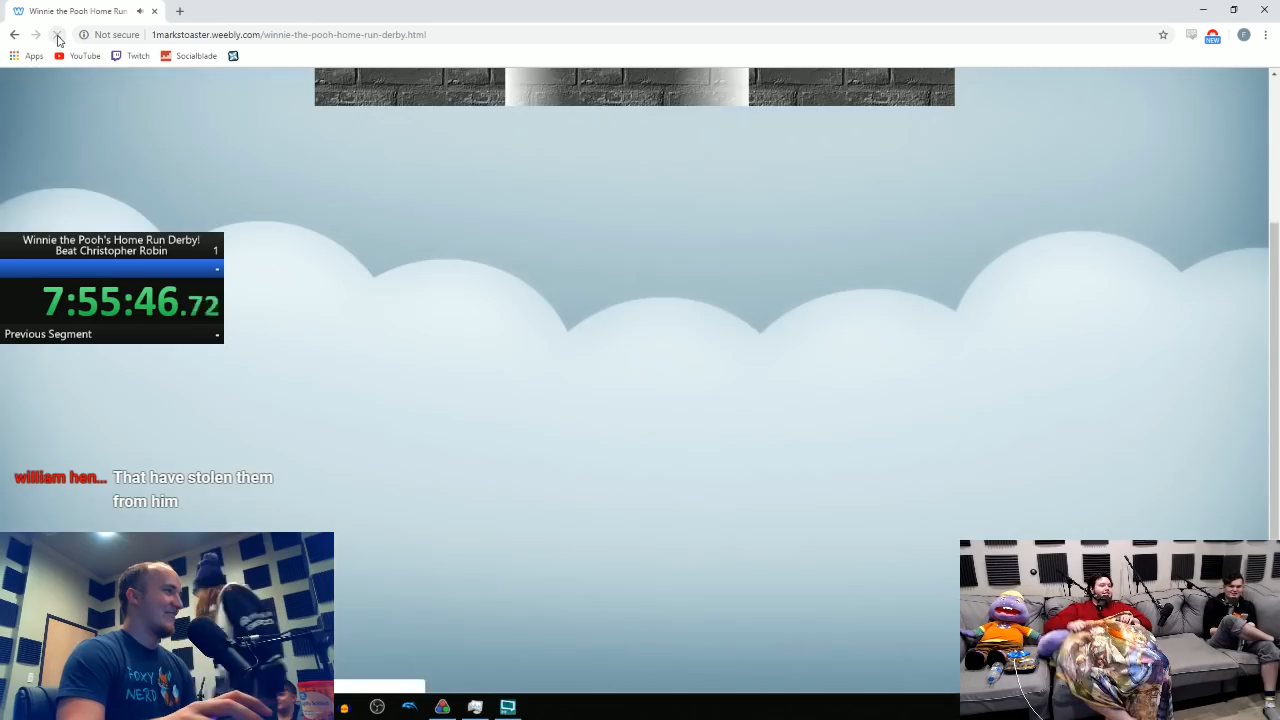 Winnie the Pooh Home Run
Not secure
1markstoaster.weebly.com/winnie-the-pooh-home-run-derby.html
NEW
F
Apps
YouTube
Twitch
Socialblade
Winnie the Pooh's Home Run Derby!
Beat Christopher Robin 1
-
7:55:46.72
Previous Segment -
william hen... That have stolen them
from him
FOXY
NERD